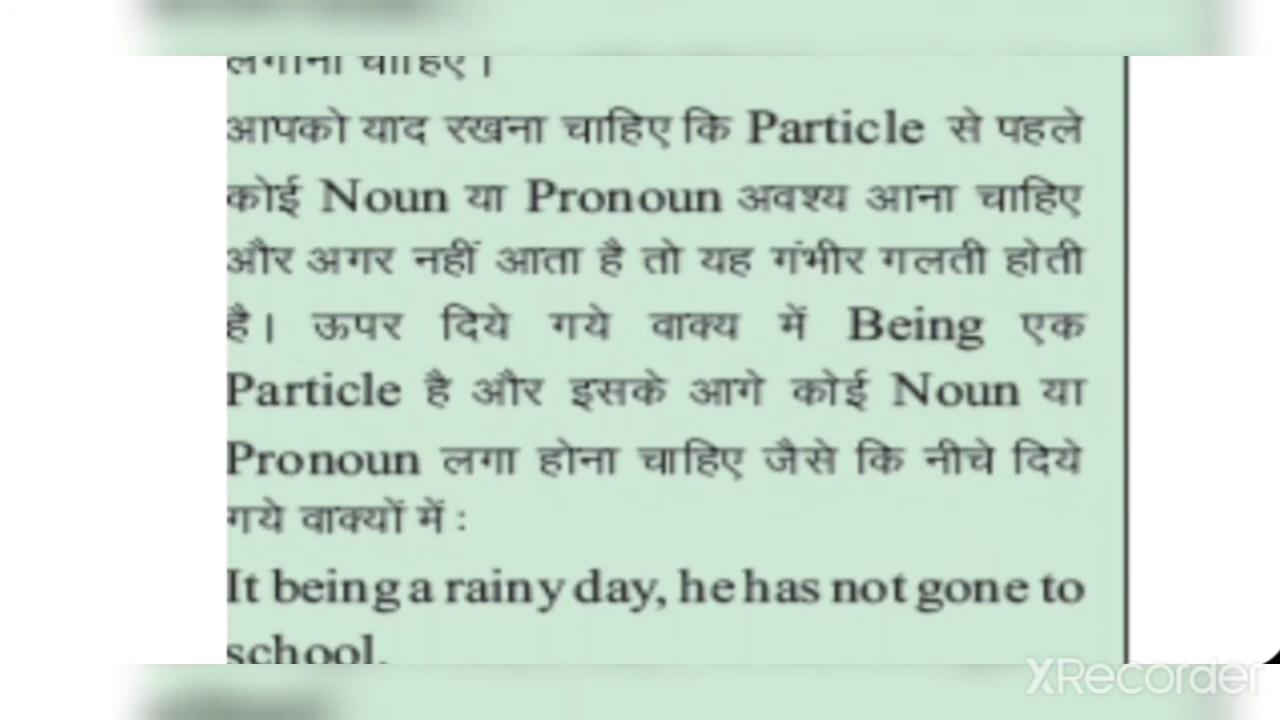 लगाना चाहिए।
आपको याद रखना चाहिए कि Particle से पहले
कोई Noun या Pronoun अवश्य आना चाहिए
और अगर नहीं आता है तो यह गंभीर गलती होती
है। ऊपर दिये गये वाक्य में Being एक
Particle है और इसके आगे कोई Noun या
Pronoun लगा होना चाहिए जैसे कि नीचे दिये
गये वाक्यों में :
It being a rainy day, he has not gone to
school.
XRecorder